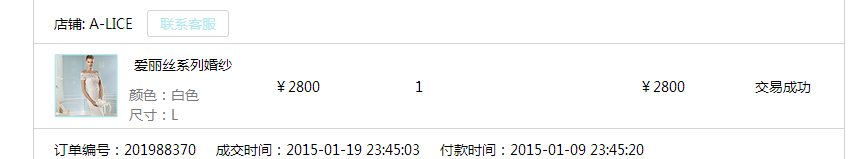 店铺: A-LICE 联系客服
爱丽丝系列婚纱
颜色：白色
尺寸：L
￥2800 1 ￥2800 交易成功
订单编号：201988370 成交时间：2015-01-19 23:45:03 付款时间：2015-01-09 23:45:20